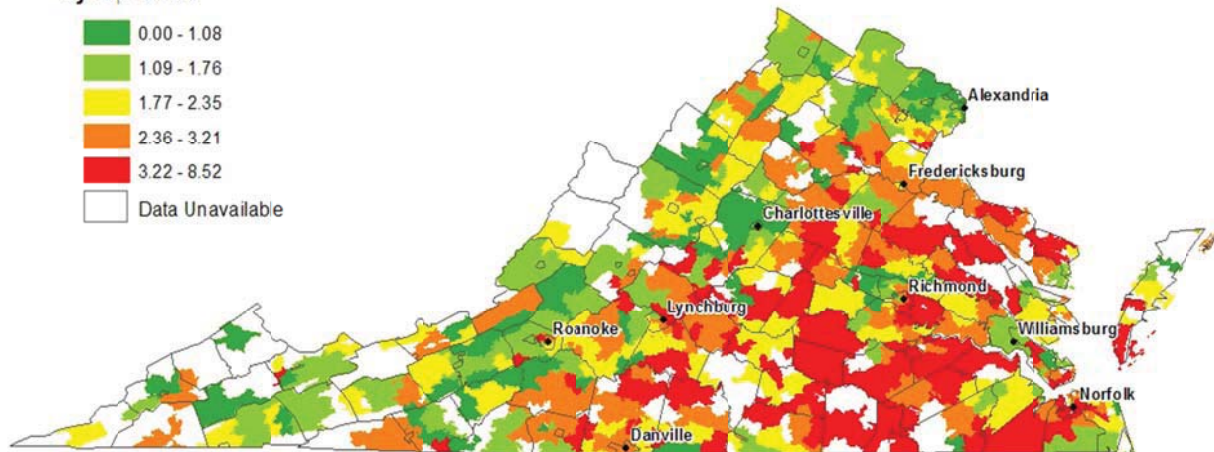 0.00 - 1.08
1.09 - 1.76
1.77 - 2.35
2.36 - 3.21
3.22 - 8.52
Data Unavailable
Alexandria
Fredericksburg
Charlottesville
Richmond
Lynchburg
Roanoke
Williamsburg
Norfolk
Danville